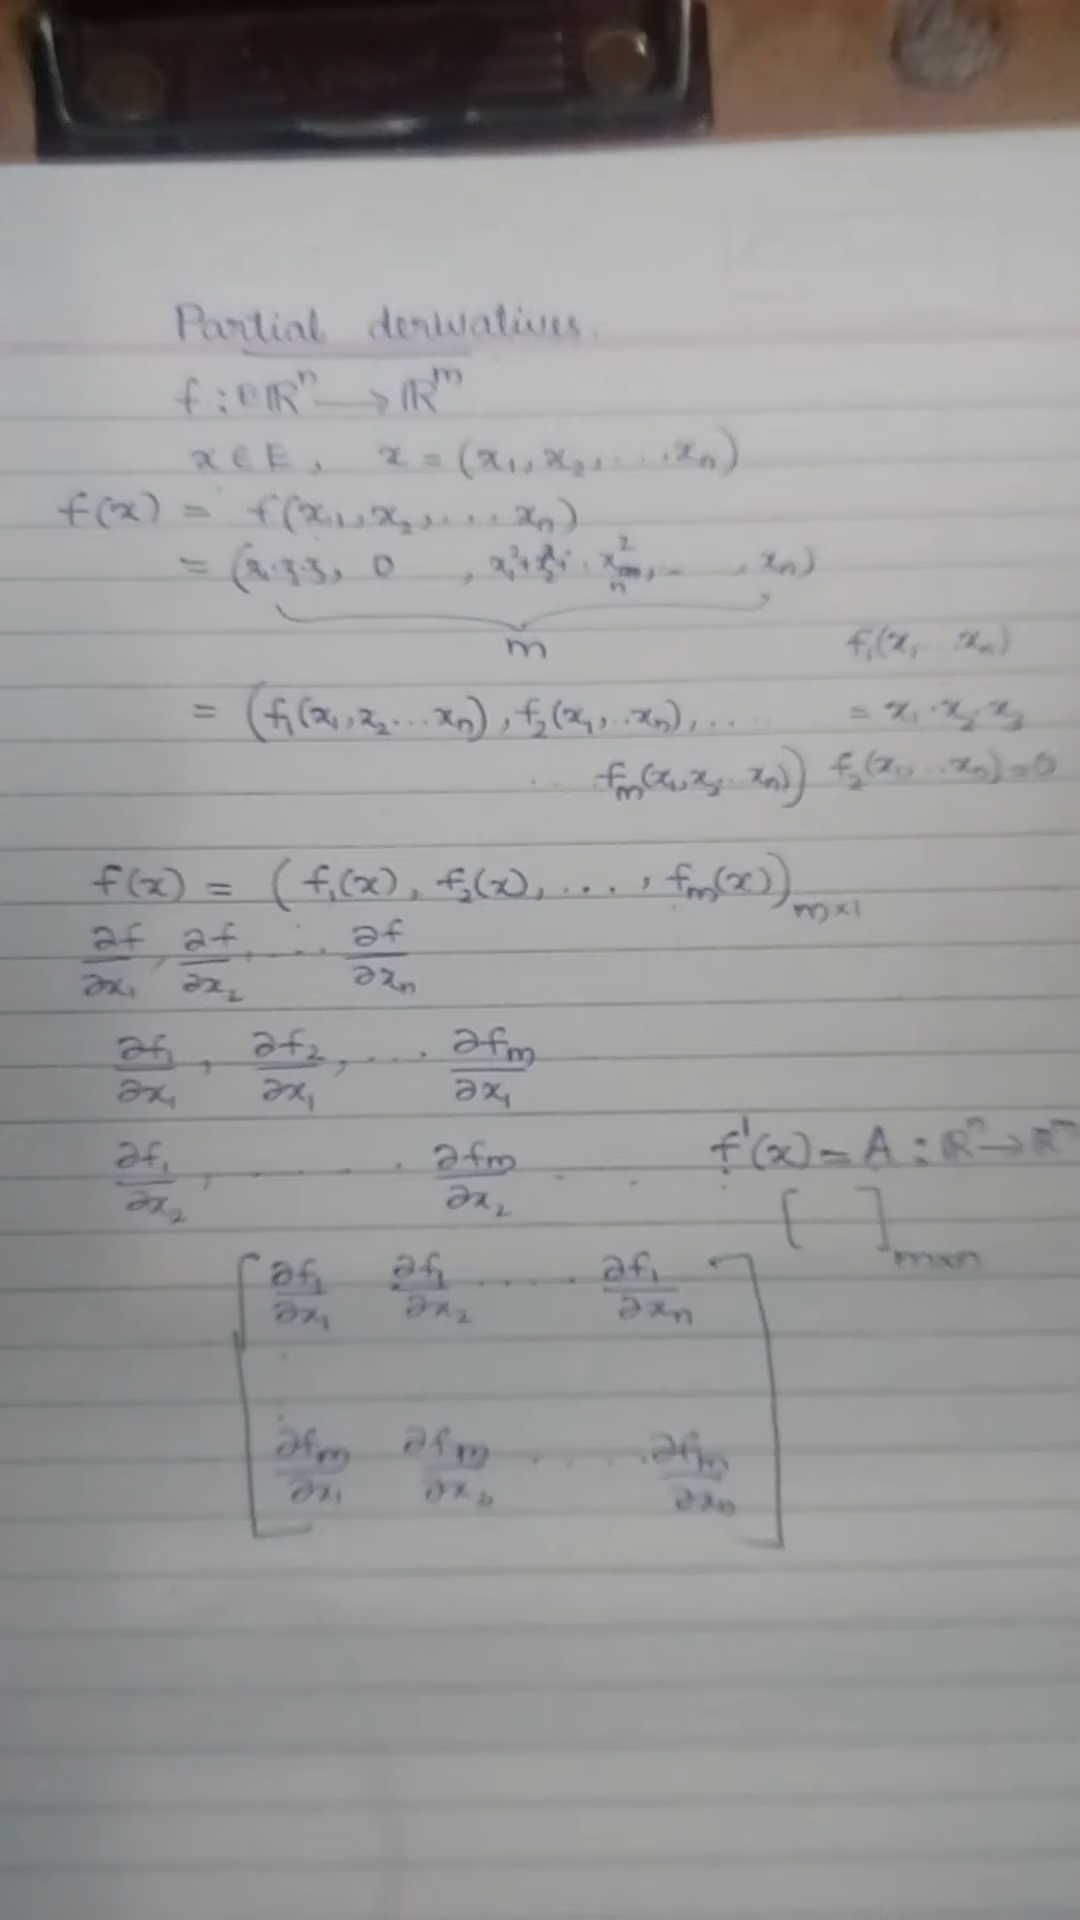 Partial derivatives.
f : ℝⁿ → ℝᵐ
x ∈ E, x = (x₁, x₂, ... xₙ)
f(x) = f(x₁, x₂, ... xₙ)
= ( , 0 , , .. , xₙ)
m
f₁(x₁ xₙ)
= x₁·x₂·x₃
= (f₁(x₁, x₂ ... xₙ), f₂(x₁, .. xₙ), ....
.. fₘ(x₁, x₂ .. xₙ)) f₂(x₁, .. xₙ) = 0
f(x) = (f₁(x), f₂(x), ..., fₘ(x))ₘₓ₁
∂f/∂x₁, ∂f/∂x₂, ... ∂f/∂xₙ
∂f₁/∂x₁, ∂f₂/∂x₁, ... ∂fₘ/∂x₁
∂f₁/∂x₂, .... ∂fₘ/∂x₂ ... f'(x) = A : ℝⁿ → ℝᵐ
[ ]ₘₓₙ
[ ∂f₁/∂x₁ ∂f₁/∂x₂ ..... ∂f₁/∂xₙ
∂fₘ/∂x₁ ∂fₘ/∂x₂ ..... ∂fₘ/∂xₙ ]